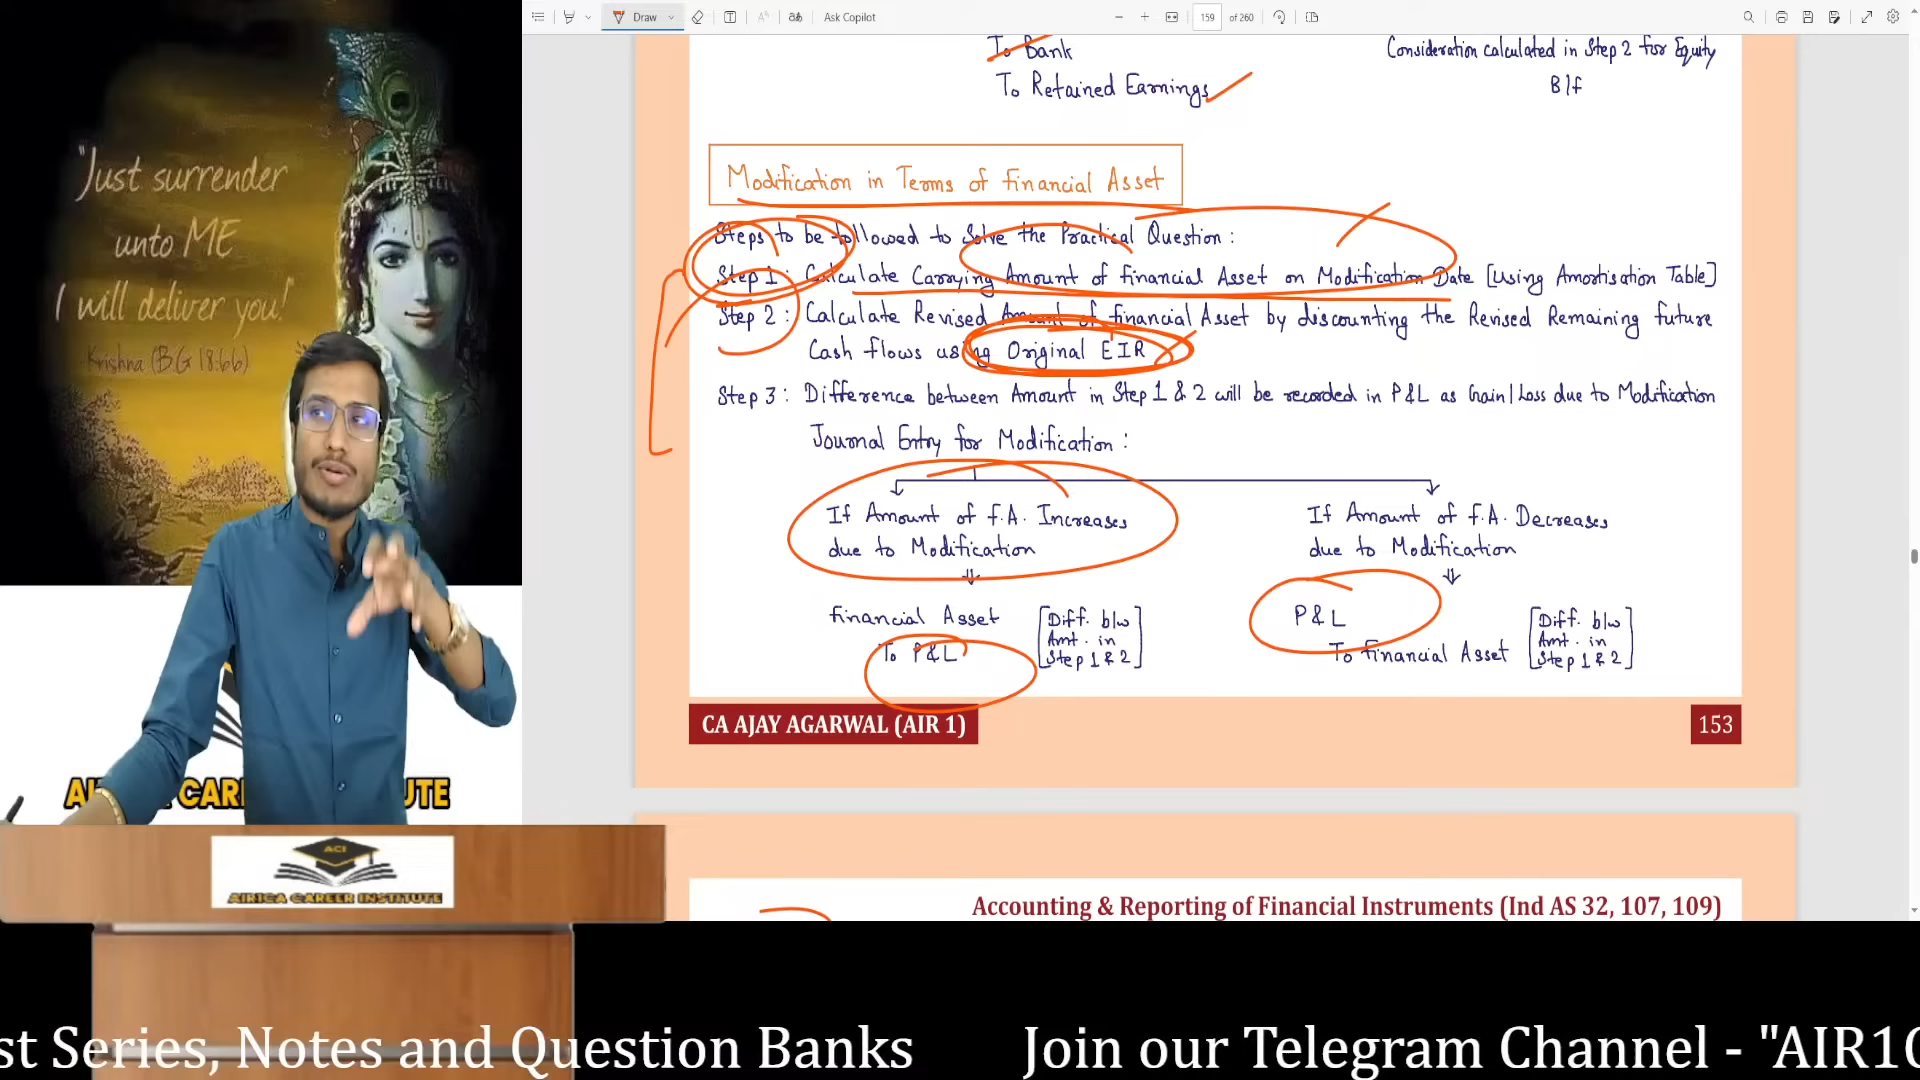 Draw
Ask Copilot
159 of 260
To Bank
To Retained Earnings
Consideration calculated in Step 2 for Equity
B/f
"Just surrender
unto ME
I will deliver you!"
- Krishna (B.G 18:66)
Modification in Terms of Financial Asset
Steps to be followed to Solve the Practical Question :
Step 1 : Calculate Carrying Amount of Financial Asset on Modification Date [Using Amortisation Table]
Step 2 : Calculate Revised Amount of Financial Asset by discounting the Revised Remaining future
Cash flows using Original EIR
Step 3 : Difference between Amount in Step 1 & 2 will be recorded in P&L as Gain/Loss due to Modification
Journal Entry for Modification :
If Amount of F.A. Increases
due to Modification
Financial Asset
To P&L
[Diff. b/w
Amt. in
Step 1 & 2]
If Amount of F.A. Decreases
due to Modification
P&L
To Financial Asset
[Diff. b/w
Amt. in
Step 1 & 2]
CA AJAY AGARWAL (AIR 1)
153
Accounting & Reporting of Financial Instruments (Ind AS 32, 107, 109)
ACI
AIR1CA CAREER INSTITUTE
st Series, Notes and Question Banks
Join our Telegram Channel - "AIR1C